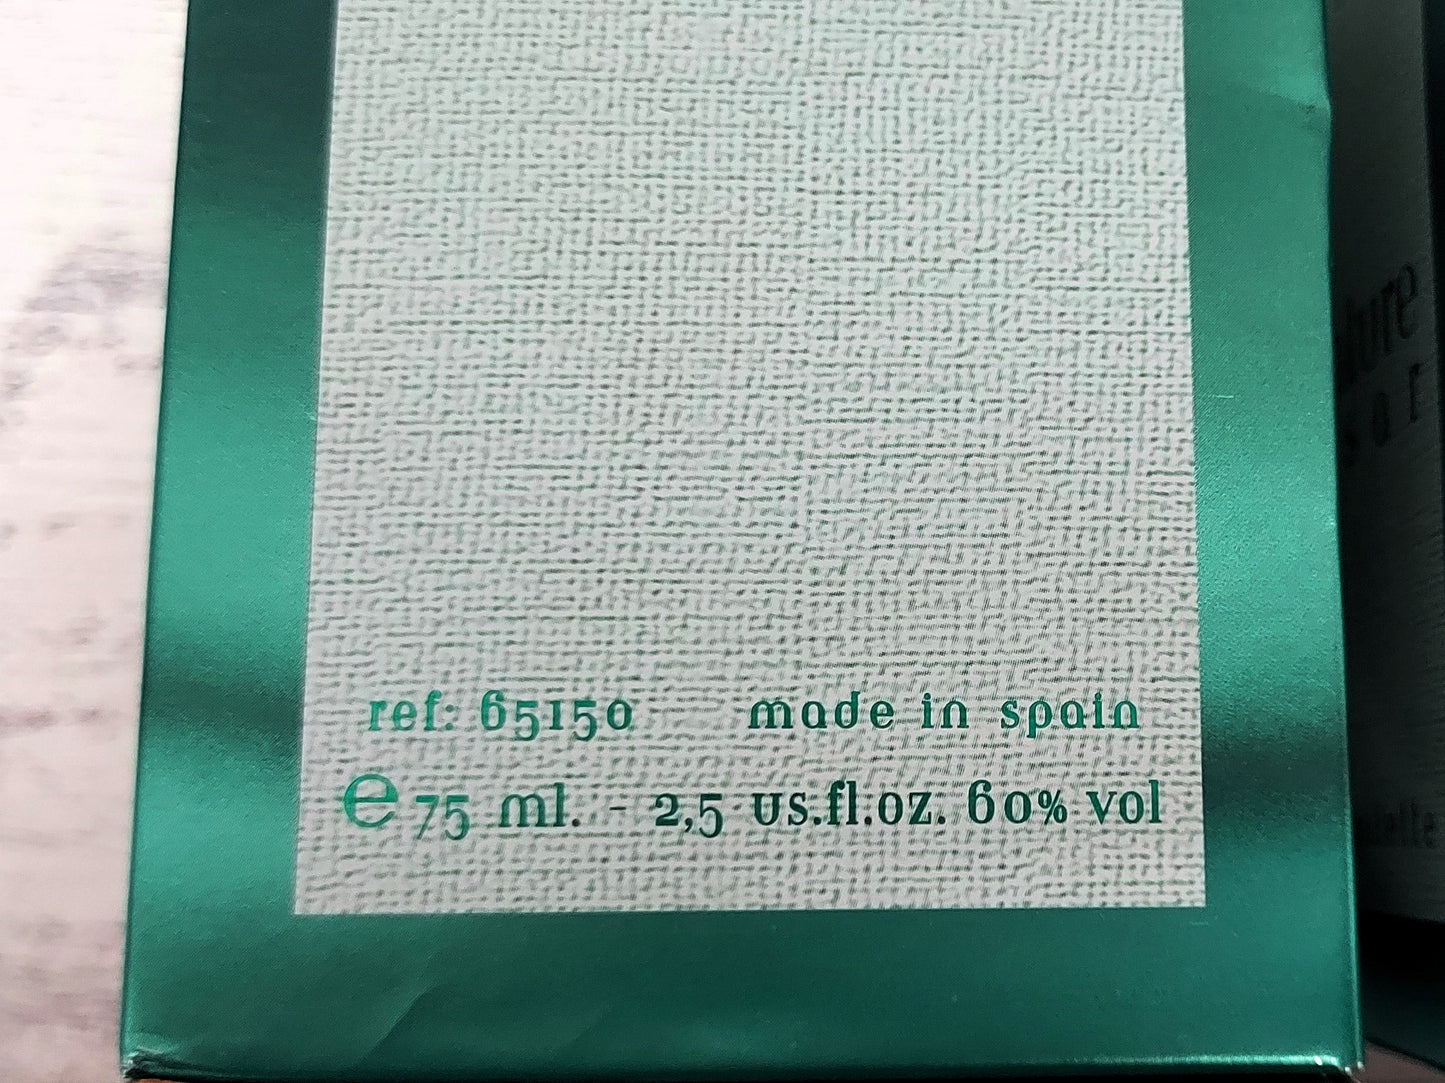 ref: 65150 made in spain
℮ 75 ml. - 2,5 us.fl.oz. 60% vol